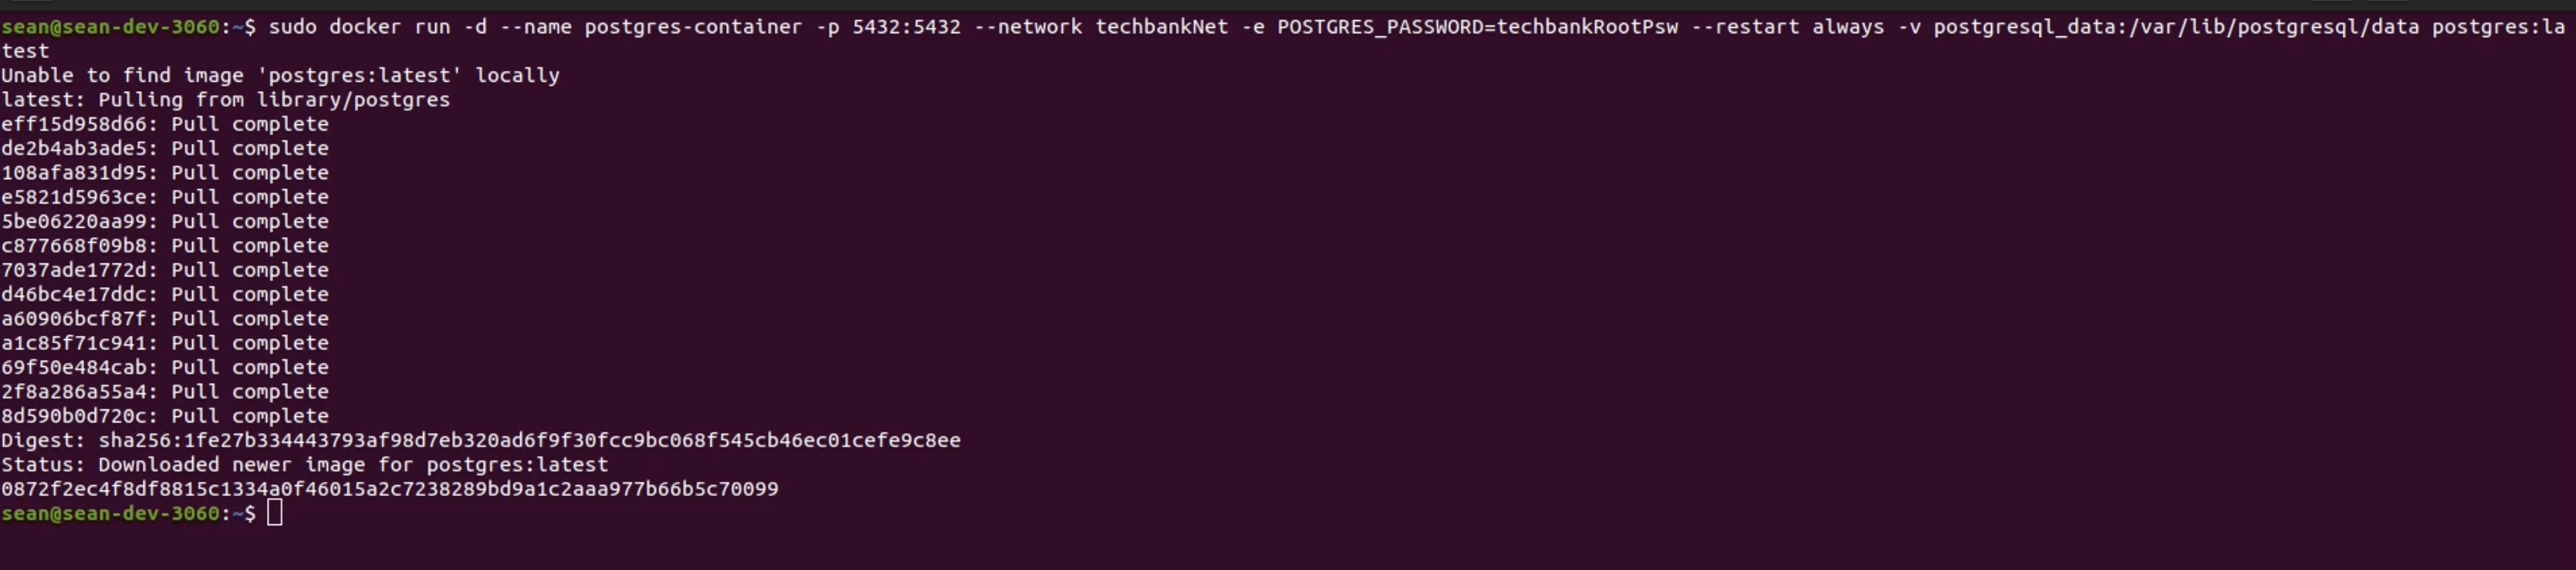 sean@sean-dev-3060:~$ sudo docker run -d --name postgres-container -p 5432:5432 --network techbankNet -e POSTGRES_PASSWORD=techbankRootPsw --restart always -v postgresql_data:/var/lib/postgresql/data postgres:la
test
Unable to find image 'postgres:latest' locally
latest: Pulling from library/postgres
eff15d958d66: Pull complete
de2b4ab3ade5: Pull complete
108afa831d95: Pull complete
e5821d5963ce: Pull complete
5be06220aa99: Pull complete
c877668f09b8: Pull complete
7037ade1772d: Pull complete
d46bc4e17ddc: Pull complete
a60906bcf87f: Pull complete
a1c85f71c941: Pull complete
69f50e484cab: Pull complete
2f8a286a55a4: Pull complete
8d590b0d720c: Pull complete
Digest: sha256:1fe27b334443793af98d7eb320ad6f9f30fcc9bc068f545cb46ec01cefe9c8ee
Status: Downloaded newer image for postgres:latest
0872f2ec4f8df8815c1334a0f46015a2c7238289bd9a1c2aaa977b66b5c70099
sean@sean-dev-3060:~$